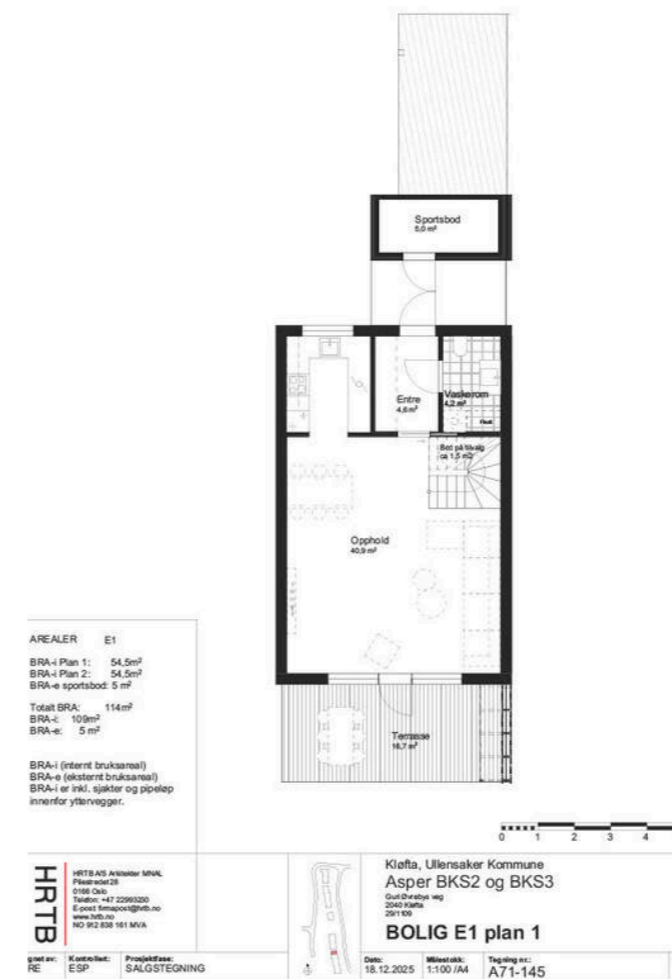 Sportsbod
5,0 m²
Entre
4,6 m²
Vaskerom
4,2 m²
Bod på tilvalg
ca 1,5 m2
Opphold
40,9 m²
Terrasse
16,7 m²
AREALER E1
BRA-i Plan 1: 54,5m²
BRA-i Plan 2: 54,5m²
BRA-e sportsbod: 5 m²
Totalt BRA: 114m²
BRA-i: 109m²
BRA-e: 5 m²
BRA-i (internt bruksareal)
BRA-e (eksternt bruksareal)
BRA-i er inkl. sjakter og pipeløp
innenfor yttervegger.
0 1 2 3 4
HRTB
HRTB AS Arkitekter MNAL
Pilestredet 28
0166 Oslo
Telefon: +47 22993230
E-post firmapost@hrtb.no
www.hrtb.no
NO 912 838 161 MVA
Kløfta, Ullensaker Kommune
Asper BKS2 og BKS3
2040 Kløfta
BOLIG E1 plan 1
gnet av: Kontrollert: Prosjektfase:
RE ESP SALGSTEGNING
Dato: Målestokk: Tegning nr.:
18.12.2025 1:100 /A4 A71-145